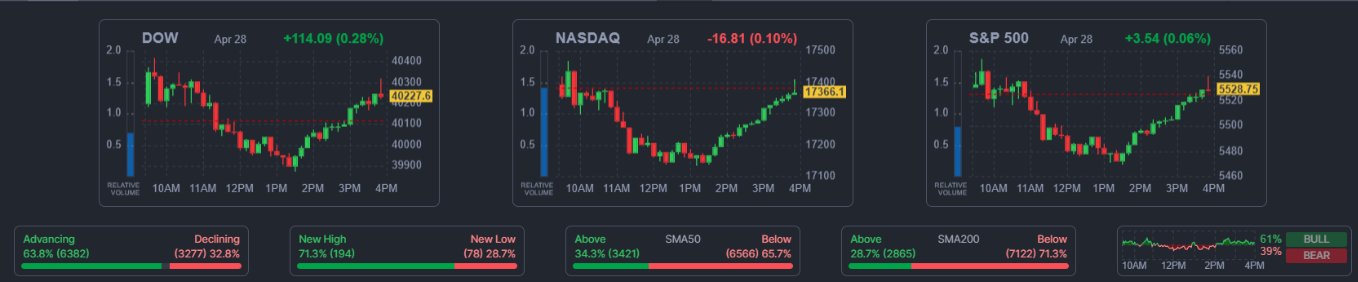 DOW Apr 28 +114.09 (0.28%)
2.0
1.5
1.0
0.5
RELATIVE
VOLUME
40400
40300
40227.6
40200
40100
40000
39900
10AM 11AM 12PM 1PM 2PM 3PM 4PM
NASDAQ Apr 28 -16.81 (0.10%)
2.0
1.5
1.0
0.5
RELATIVE
VOLUME
17500
17400
17366.1
17300
17200
17100
10AM 11AM 12PM 1PM 2PM 3PM 4PM
S&P 500 Apr 28 +3.54 (0.06%)
2.0
1.5
1.0
0.5
RELATIVE
VOLUME
5560
5540
5528.75
5520
5500
5480
5460
10AM 11AM 12PM 1PM 2PM 3PM 4PM
Advancing Declining
63.8% (6382) (3277) 32.8%
New High New Low
71.3% (194) (78) 28.7%
Above SMA50 Below
34.3% (3421) (6566) 65.7%
Above SMA200 Below
28.7% (2865) (7122) 71.3%
61% BULL
39% BEAR
10AM 12PM 2PM 4PM